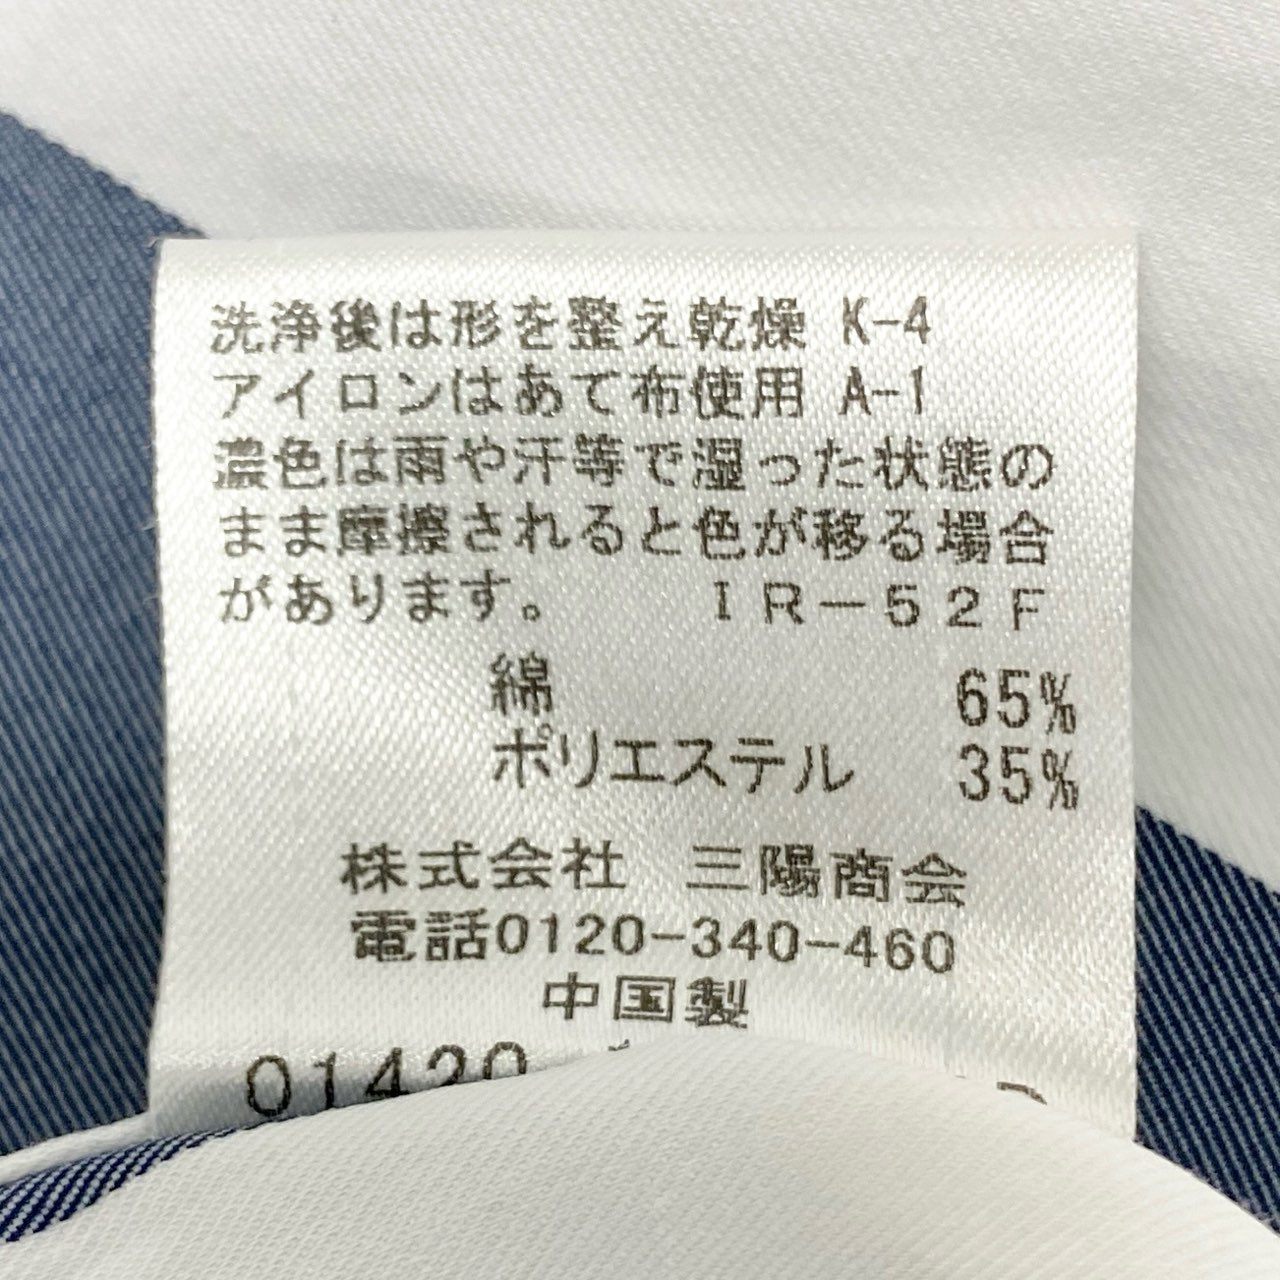 洗浄後は形を整え乾燥 K-4
アイロンはあて布使用 A-1
濃色は雨や汗等で湿った状態の
まま摩擦されると色が移る場合
があります。 IR-52F
綿 65%
ポリエステル 35%
株式会社 三陽商会
電話0120-340-460
中国製
01420